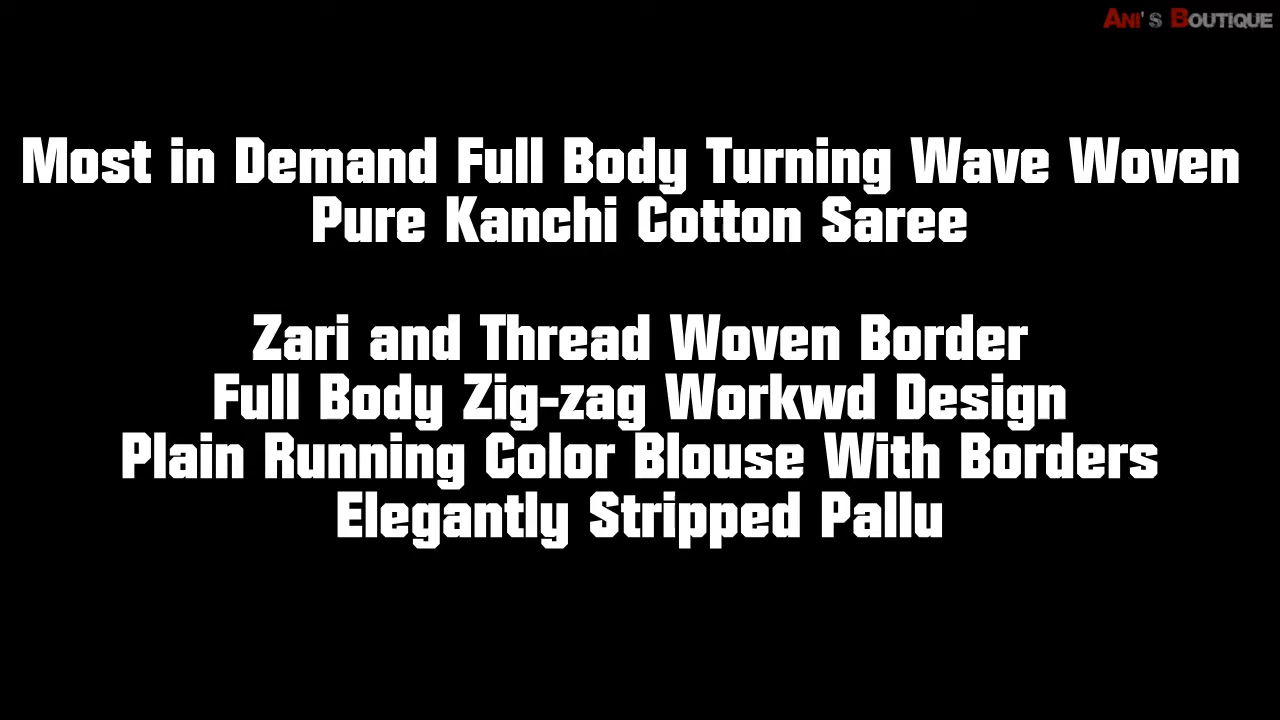 Ani's Boutique
Most in Demand Full Body Turning Wave Woven
Pure Kanchi Cotton Saree
Zari and Thread Woven Border
Full Body Zig-zag Workwd Design
Plain Running Color Blouse With Borders
Elegantly Stripped Pallu